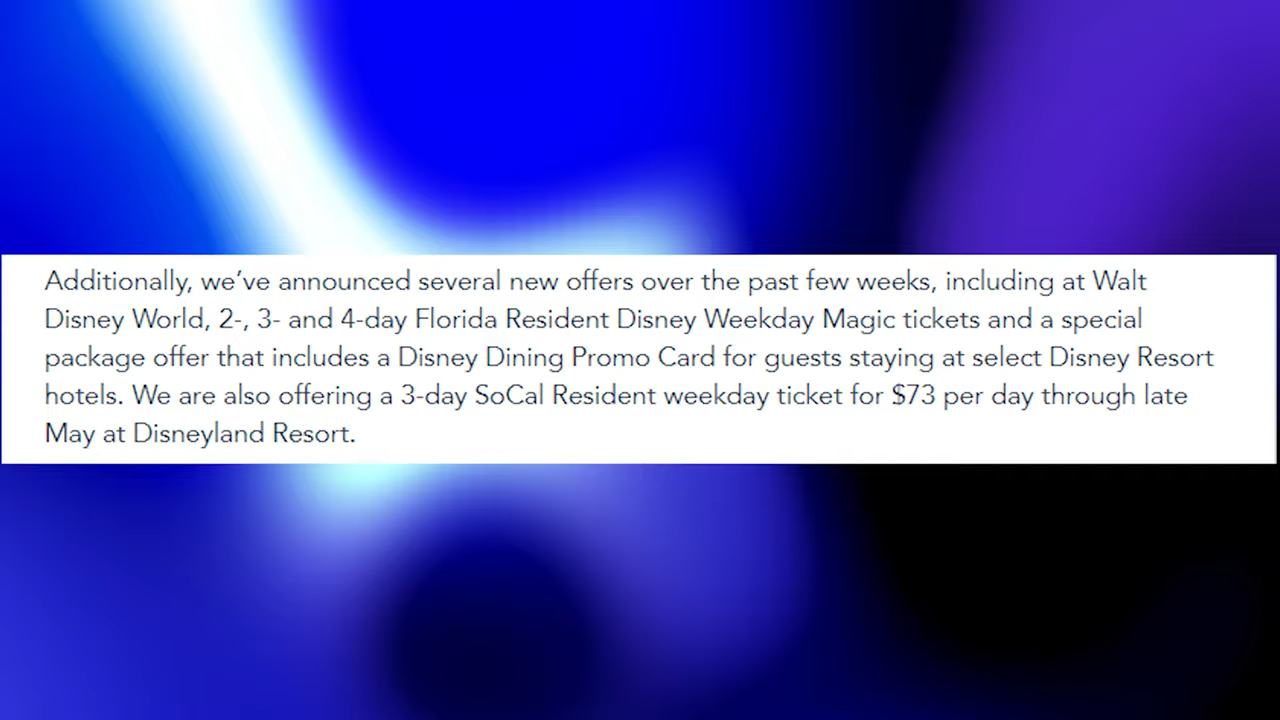 Additionally, we’ve announced several new offers over the past few weeks, including at Walt
Disney World, 2-, 3- and 4-day Florida Resident Disney Weekday Magic tickets and a special
package offer that includes a Disney Dining Promo Card for guests staying at select Disney Resort
hotels. We are also offering a 3-day SoCal Resident weekday ticket for $73 per day through late
May at Disneyland Resort.